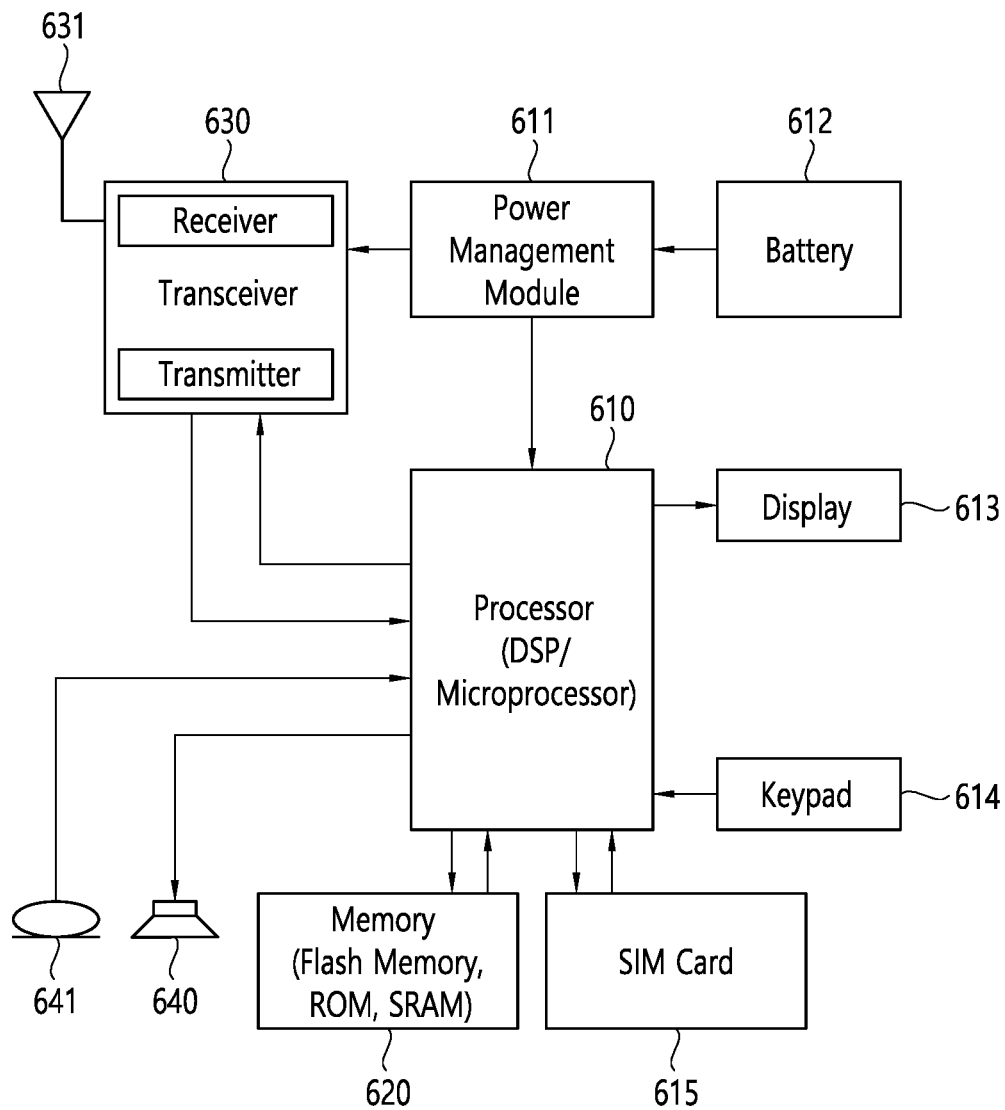 631
630
611
612
Receiver
Transceiver
Transmitter
Power
Management
Module
Battery
610
Display
613
Processor
(DSP/
Microprocessor)
Keypad
614
641
640
Memory
(Flash Memory,
ROM, SRAM)
SIM Card
620
615